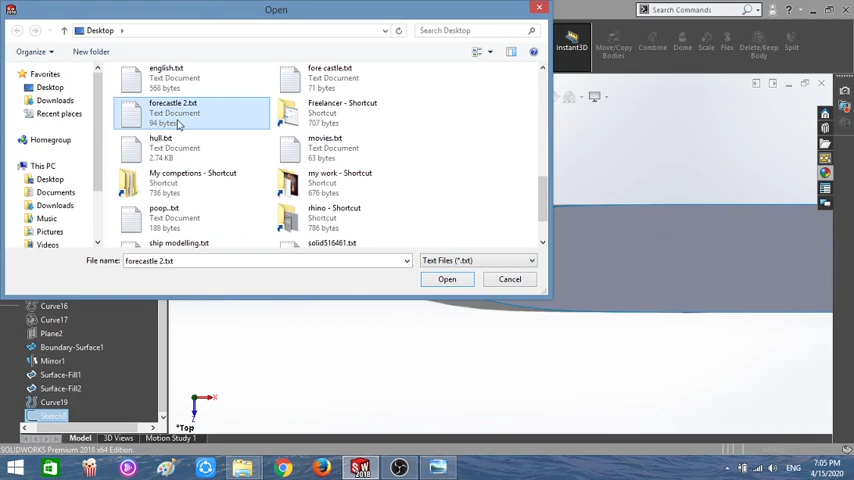 Open
Search Commands
Desktop
Search Desktop
Organize
New folder
Favorites
Desktop
Downloads
Recent places
Homegroup
This PC
Desktop
Documents
Music
Pictures
Videos
english.txt
Text Document
568 bytes
fore castle.txt
Text Document
71 bytes
forecastle 2.txt
Text Document
94 bytes
Freelancer - Shortcut
Shortcut
707 bytes
hull.txt
Text Document
2.74 KB
movies.txt
Text Document
63 bytes
My competions - Shortcut
Shortcut
736 bytes
my work - Shortcut
Shortcut
676 bytes
poop..txt
Text Document
188 bytes
rhino - Shortcut
Shortcut
786 bytes
ship modelling.txt
solid516461.txt
File name:
forecastle 2.txt
Text Files (*.txt)
Open
Cancel
Instant3D
Move/Copy
Bodies
Combine
Dome
Scale
Flex
Delete/Keep
Body
Split
Curve16
Curve17
Plane2
Boundary-Surface1
Mirror1
Surface-Fill1
Surface-Fill2
Curve19
X
Z
*Top
Model
3D Views
Motion Study 1
SOLIDWORKS Premium 2018 x64 Edition
SW
2018
ENG
7:05 PM
4/15/2020